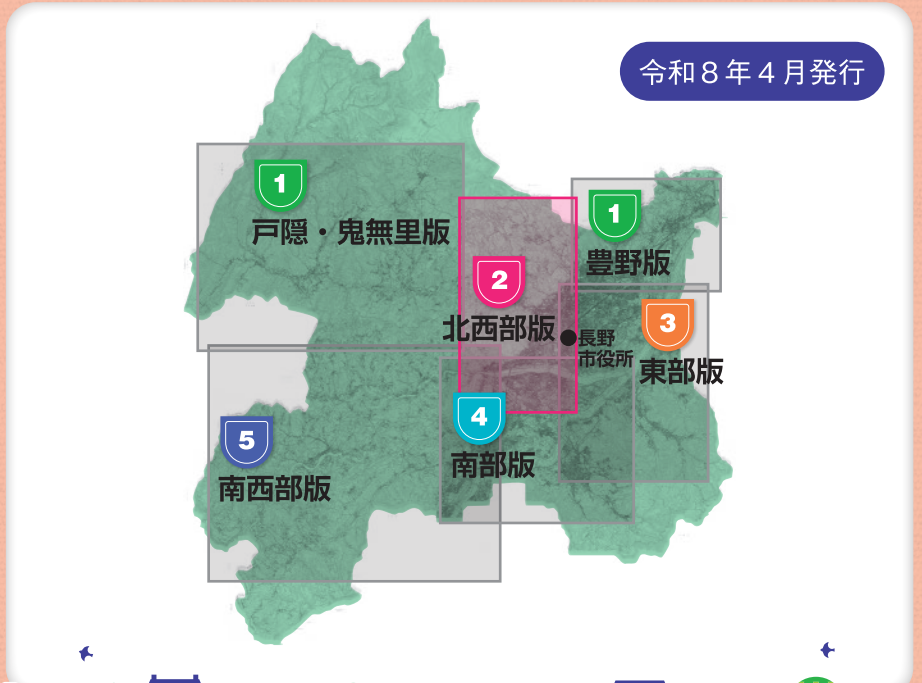 令和８年４月発行
1
戸隠・鬼無里版
1
豊野版
2
北西部版
3
東部版
長野
市役所
4
南部版
5
南西部版